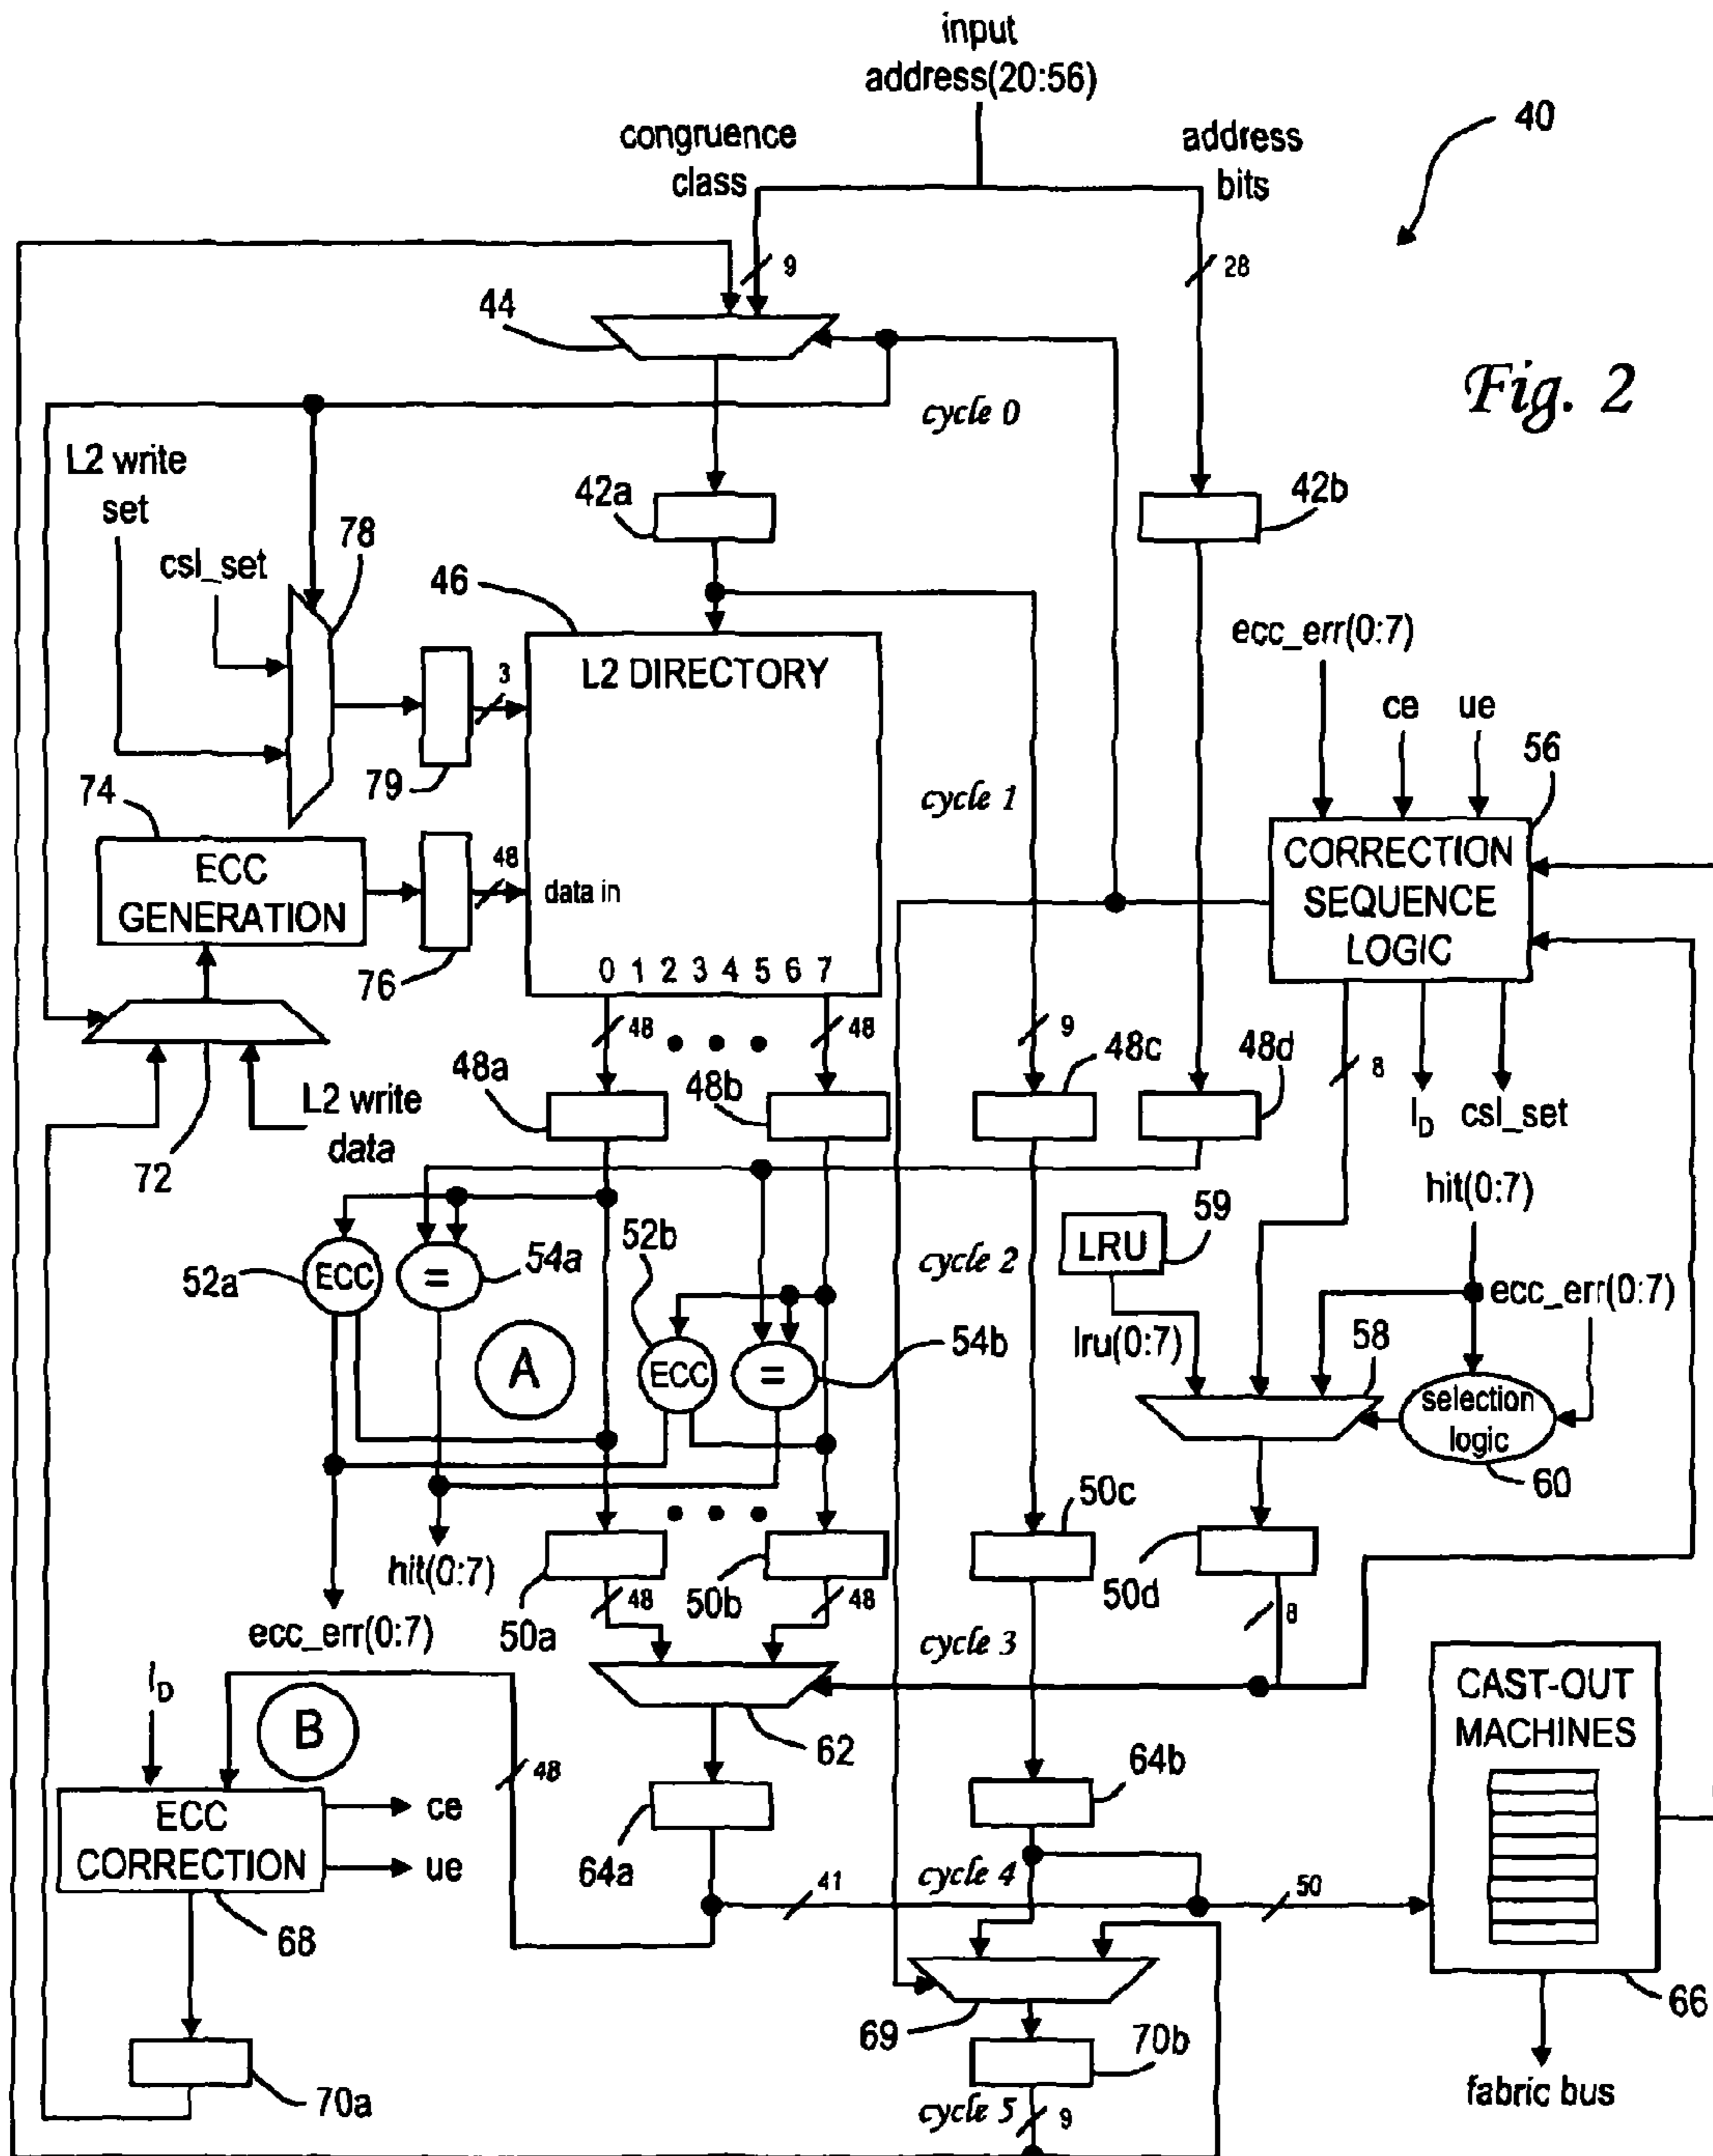 input
address(20:56)
congruence
class
address
bits
40
9
28
44
Fig. 2
cycle 0
L2 write
set
42a
42b
78
csl_set
46
ecc_err(0:7)
L2 DIRECTORY
3
ce
ue
56
79
74
cycle 1
ECC
GENERATION
48
data in
CORRECTION
SEQUENCE
LOGIC
76
0 1 2 3 4 5 6 7
48
48
9
48a
48b
48c
48d
8
L2 write
data
ID
csl_set
72
hit(0:7)
59
LRU
52b
cycle 2
52a
ECC
=
54a
ecc_err(0:7)
lru(0:7)
58
A
ECC
=
54b
selection
logic
60
50c
hit(0:7)
50a
48
50b
48
50d
8
ecc_err(0:7)
cycle 3
ID
B
CAST-OUT
MACHINES
62
48
64b
ECC
CORRECTION
ce
ue
64a
cycle 4
41
50
68
69
66
70b
70a
cycle 5
9
fabric bus